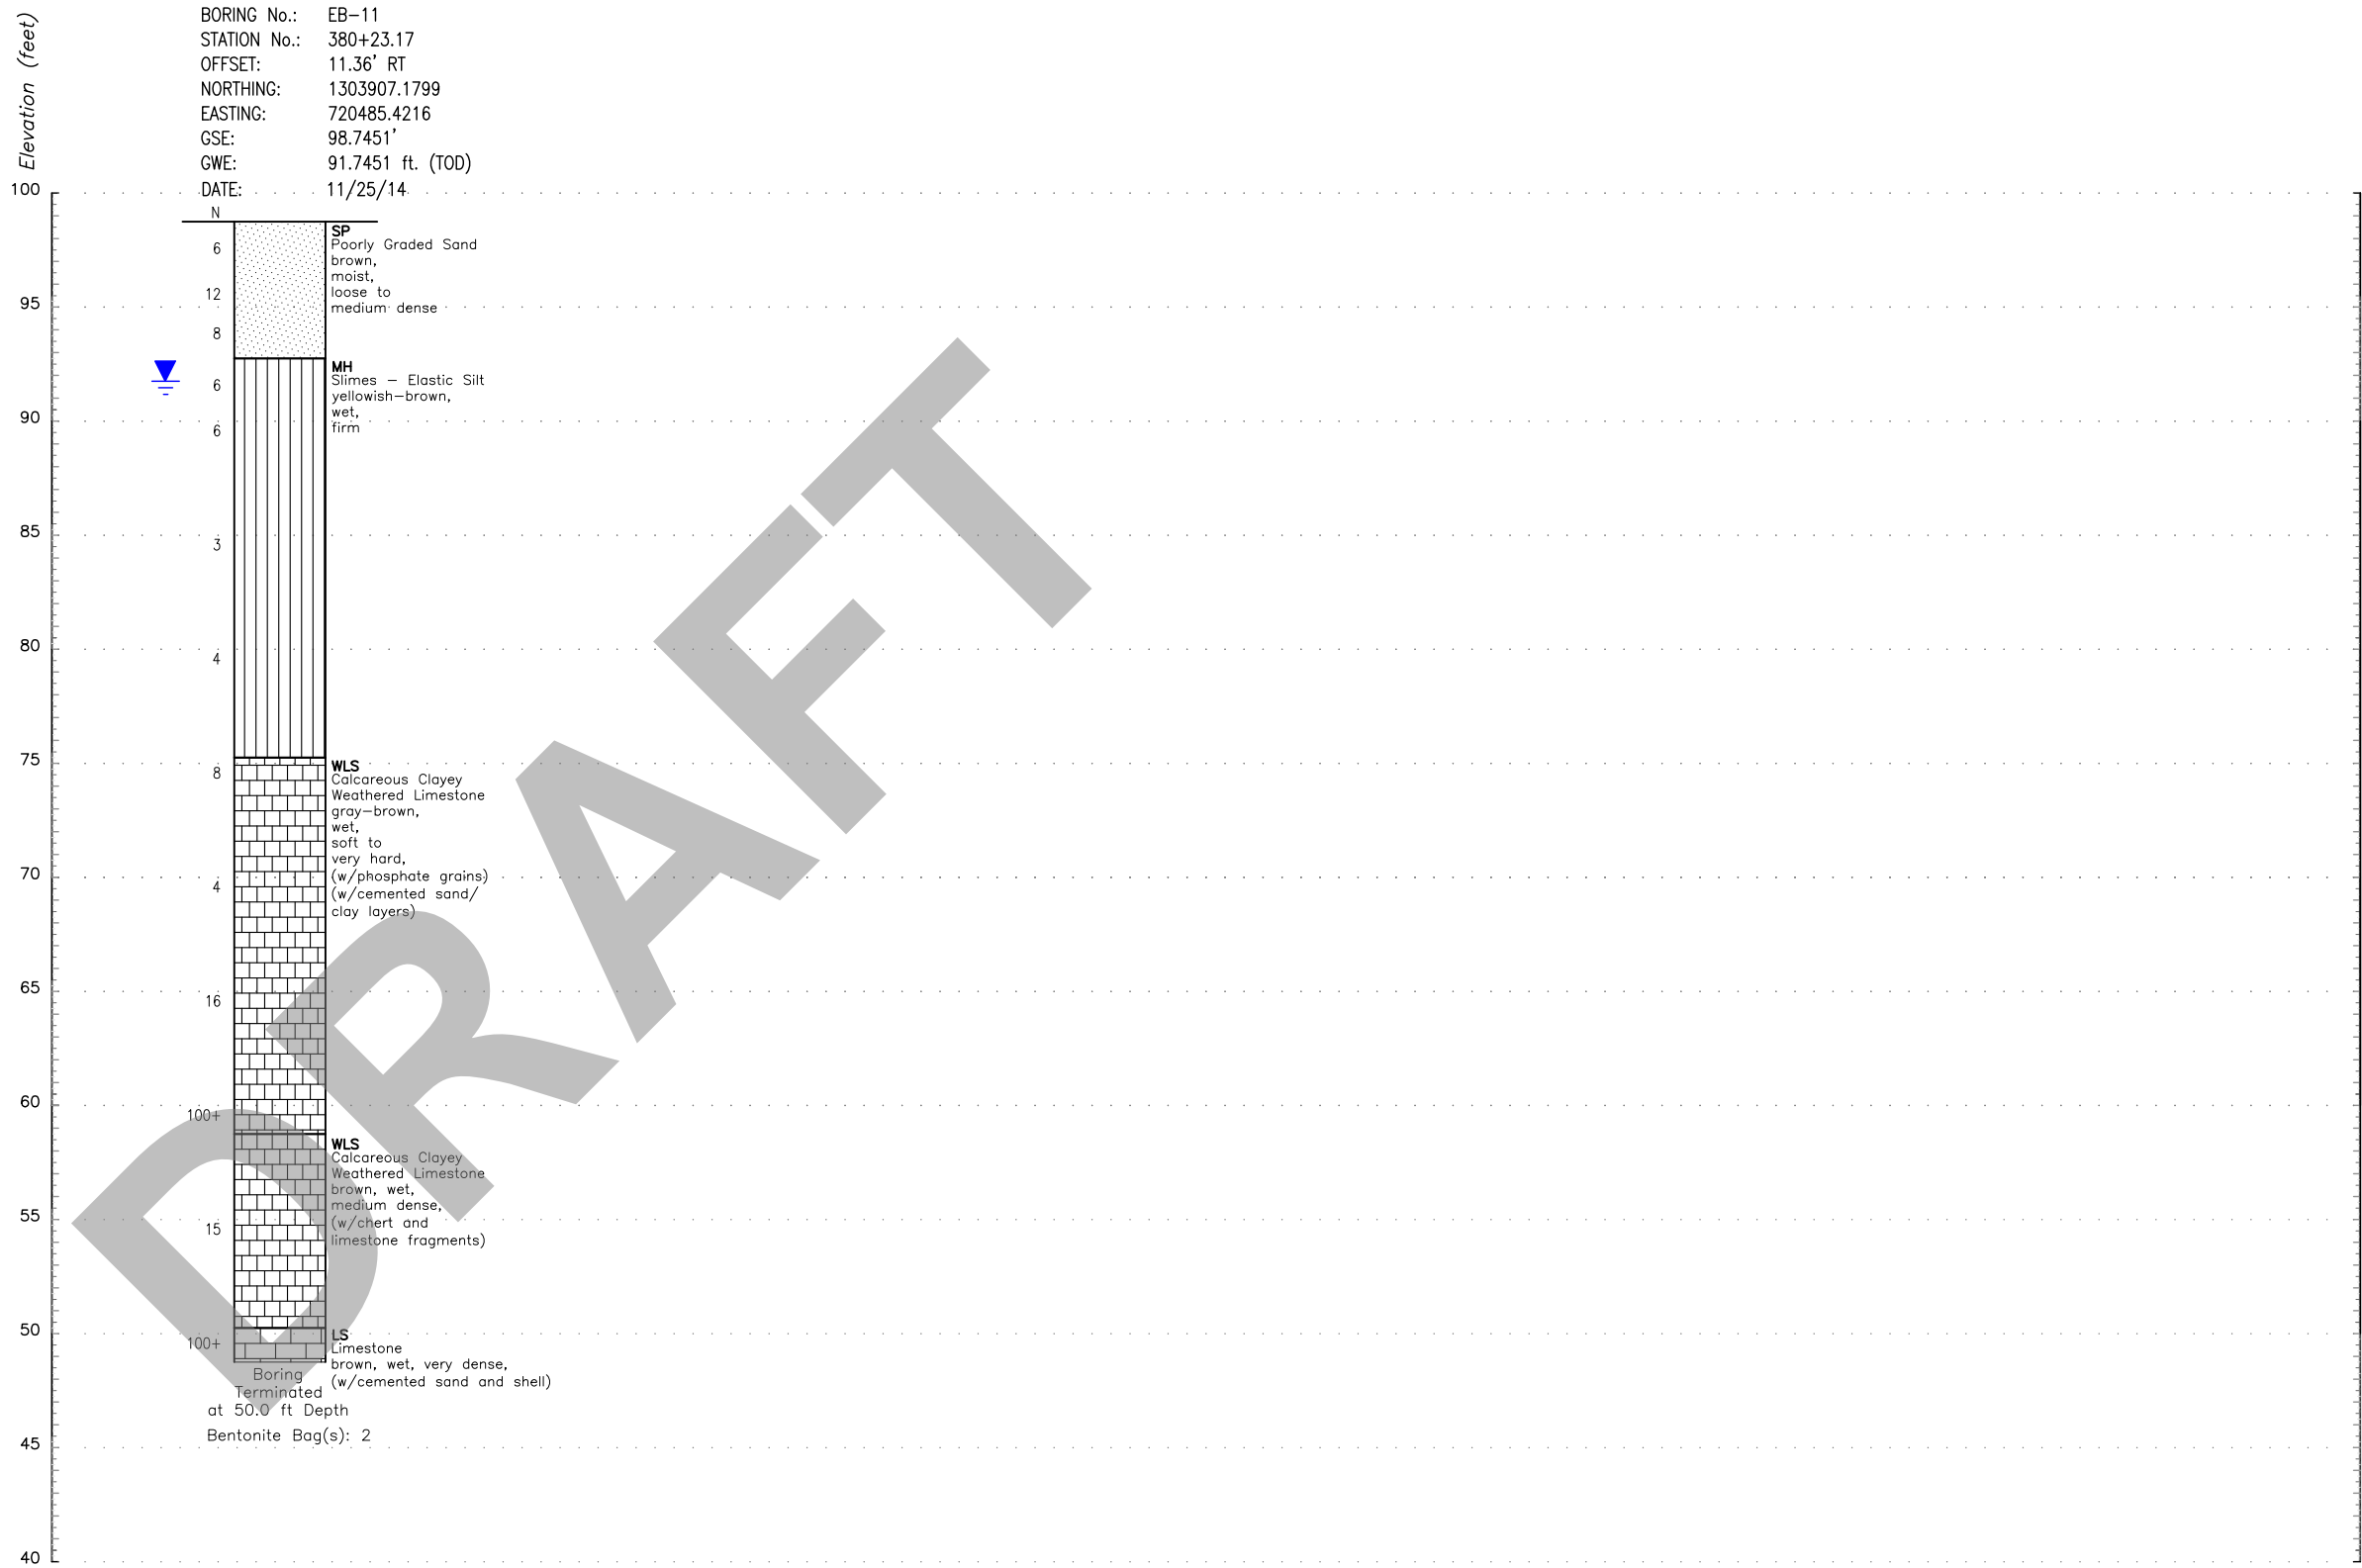 Elevation (feet)
BORING No.: EB-11
STATION No.: 380+23.17
OFFSET: 11.36' RT
NORTHING: 1303907.1799
EASTING: 720485.4216
GSE: 98.7451'
GWE: 91.7451 ft. (TOD)
DATE: 11/25/14
100
N
SP
6
Poorly Graded Sand
brown,
moist,
12
loose to
95
medium dense
8
MH
6
Slimes - Elastic Silt
yellowish-brown,
wet,
90
6
firm
85
3
80
4
75
WLS
8
Calcareous Clayey
Weathered Limestone
gray-brown,
wet,
soft to
very hard,
70
(w/phosphate grains)
4
(w/cemented sand/
clay layers)
65
16
60
100+
WLS
Calcareous Clayey
Weathered Limestone
brown, wet,
medium dense,
55
(w/chert and
15
limestone fragments)
50
LS
100+
Limestone
brown, wet, very dense,
(w/cemented sand and shell)
Boring
Terminated
at 50.0 ft Depth
Bentonite Bag(s): 2
45
40
DRAFT